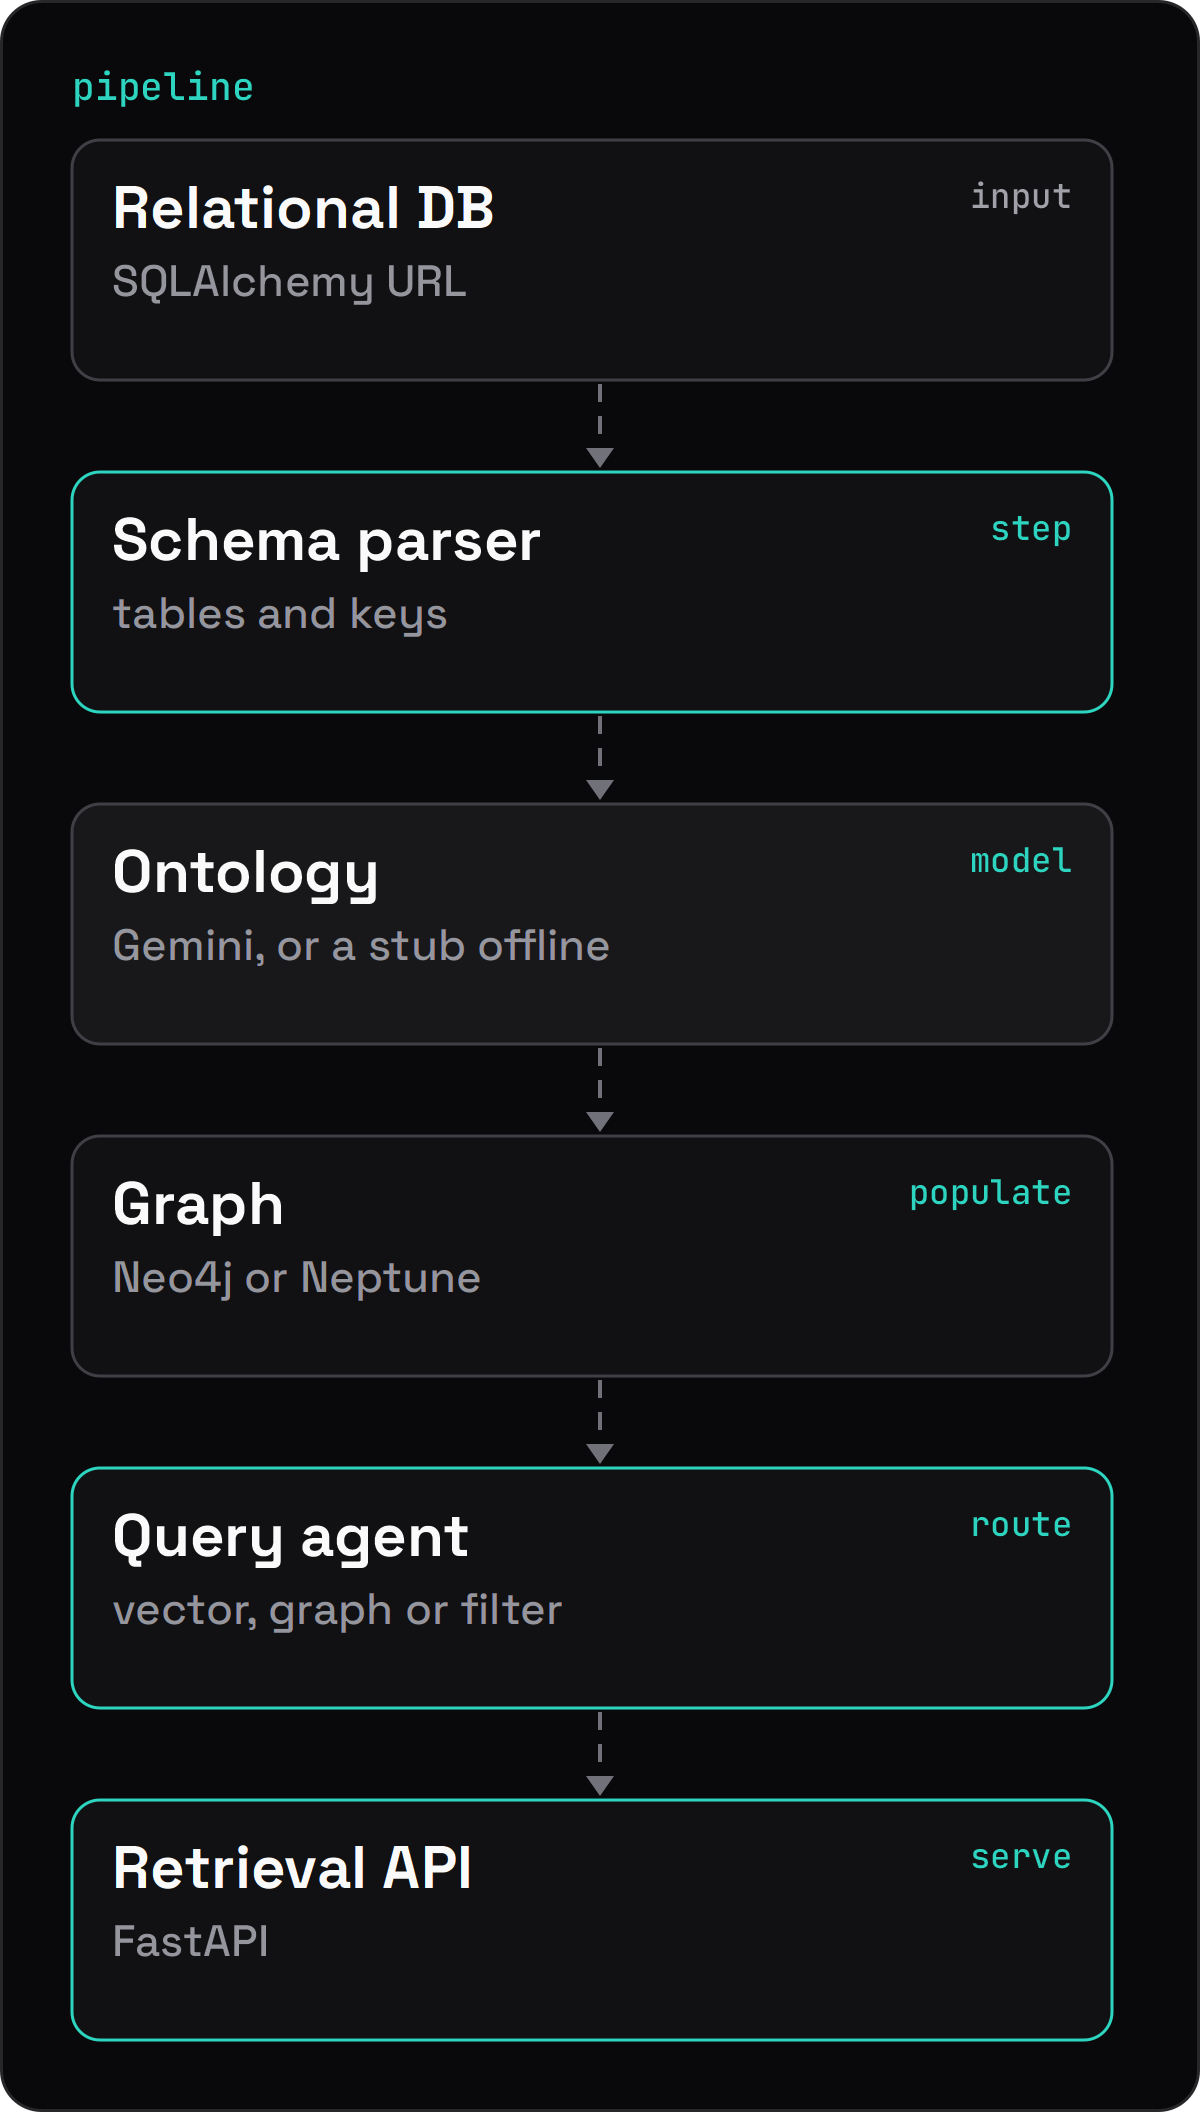 pipeline
Relational DB
input
SQLAlchemy URL
Schema parser
step
tables and keys
Ontology
model
Gemini, or a stub offline
Graph
populate
Neo4j or Neptune
Query agent
route
vector, graph or filter
Retrieval API
serve
FastAPI